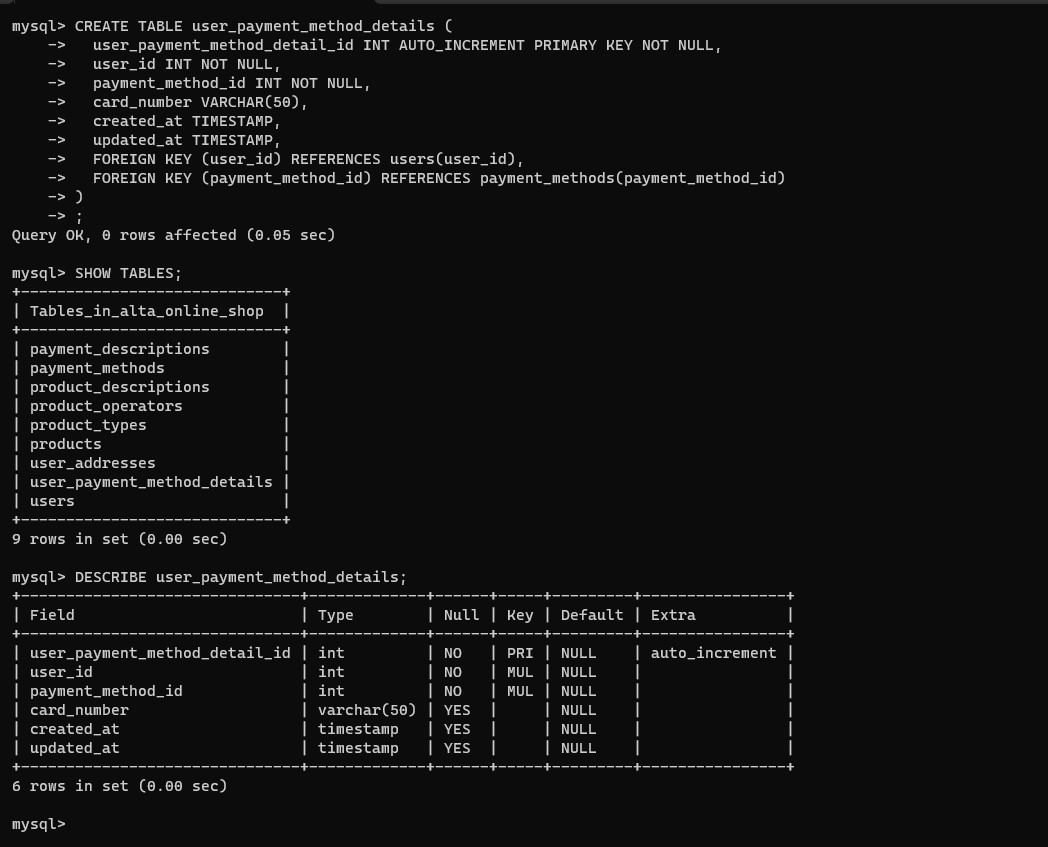 mysql> CREATE TABLE user_payment_method_details (
    ->   user_payment_method_detail_id INT AUTO_INCREMENT PRIMARY KEY NOT NULL,
    ->   user_id INT NOT NULL,
    ->   payment_method_id INT NOT NULL,
    ->   card_number VARCHAR(50),
    ->   created_at TIMESTAMP,
    ->   updated_at TIMESTAMP,
    ->   FOREIGN KEY (user_id) REFERENCES users(user_id),
    ->   FOREIGN KEY (payment_method_id) REFERENCES payment_methods(payment_method_id)
    -> )
    -> ;
Query OK, 0 rows affected (0.05 sec)

mysql> SHOW TABLES;
+-----------------------------+
| Tables_in_alta_online_shop  |
+-----------------------------+
| payment_descriptions        |
| payment_methods             |
| product_descriptions        |
| product_operators           |
| product_types               |
| products                    |
| user_addresses              |
| user_payment_method_details |
| users                       |
+-----------------------------+
9 rows in set (0.00 sec)

mysql> DESCRIBE user_payment_method_details;
+-------------------------------+-------------+------+-----+---------+----------------+
| Field                         | Type        | Null | Key | Default | Extra          |
+-------------------------------+-------------+------+-----+---------+----------------+
| user_payment_method_detail_id | int         | NO   | PRI | NULL    | auto_increment |
| user_id                       | int         | NO   | MUL | NULL    |                |
| payment_method_id             | int         | NO   | MUL | NULL    |                |
| card_number                   | varchar(50) | YES  |     | NULL    |                |
| created_at                    | timestamp   | YES  |     | NULL    |                |
| updated_at                    | timestamp   | YES  |     | NULL    |                |
+-------------------------------+-------------+------+-----+---------+----------------+
6 rows in set (0.00 sec)

mysql>